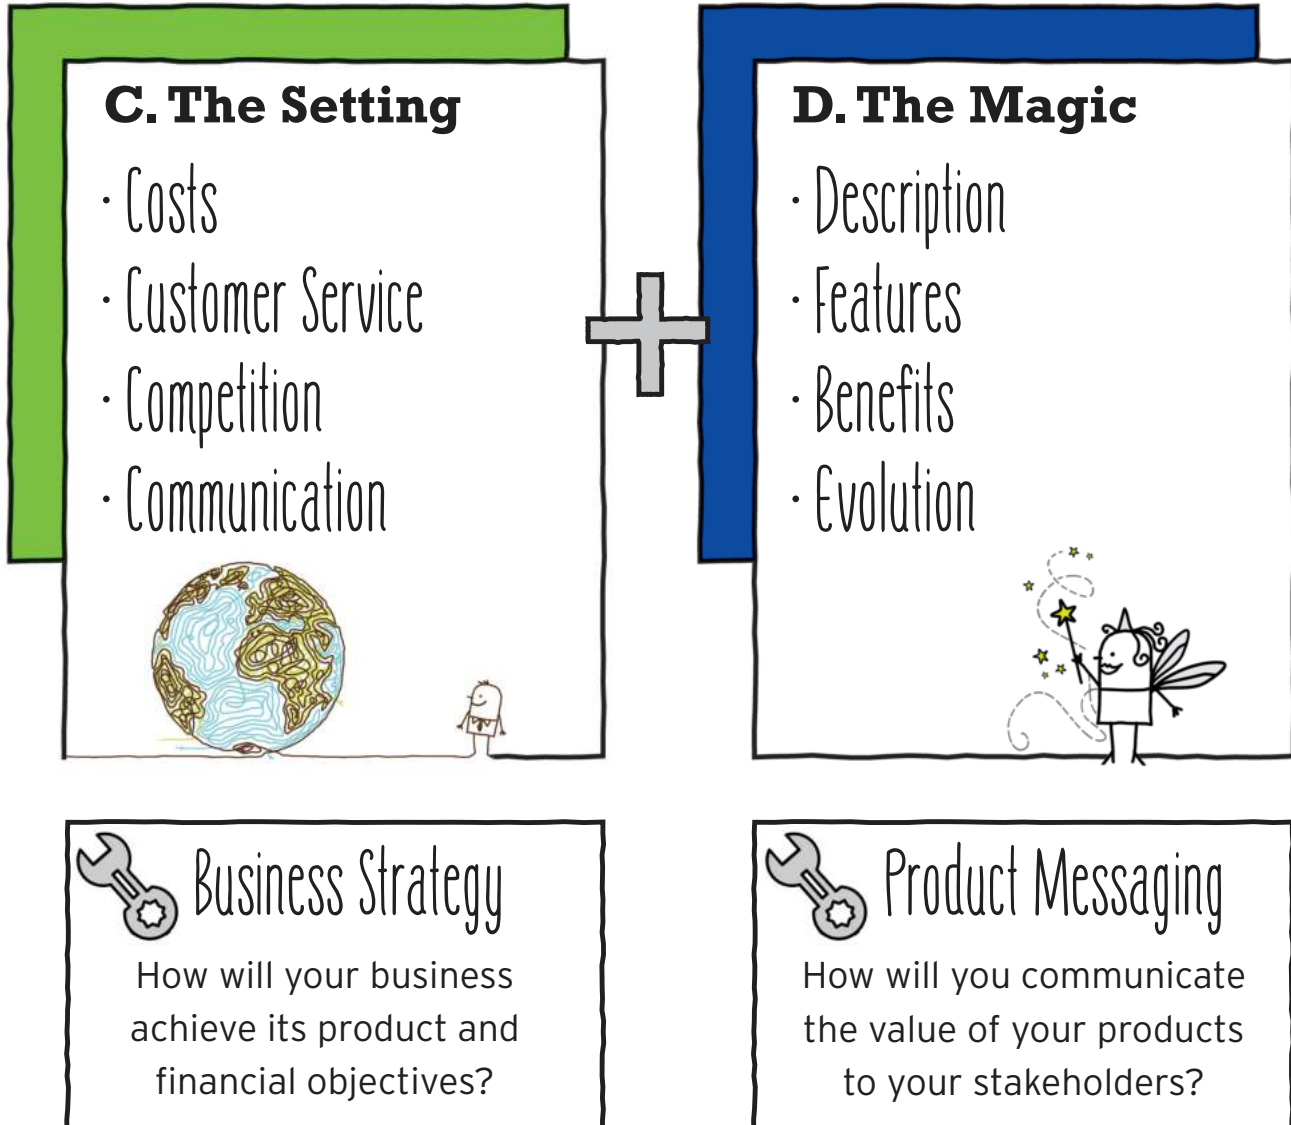 C. The Setting
· Costs
· Customer Service
· Competition
· Communication
D. The Magic
· Description
· Features
· Benefits
· Evolution
Business Strategy
How will your business
achieve its product and
financial objectives?
Product Messaging
How will you communicate
the value of your products
to your stakeholders?